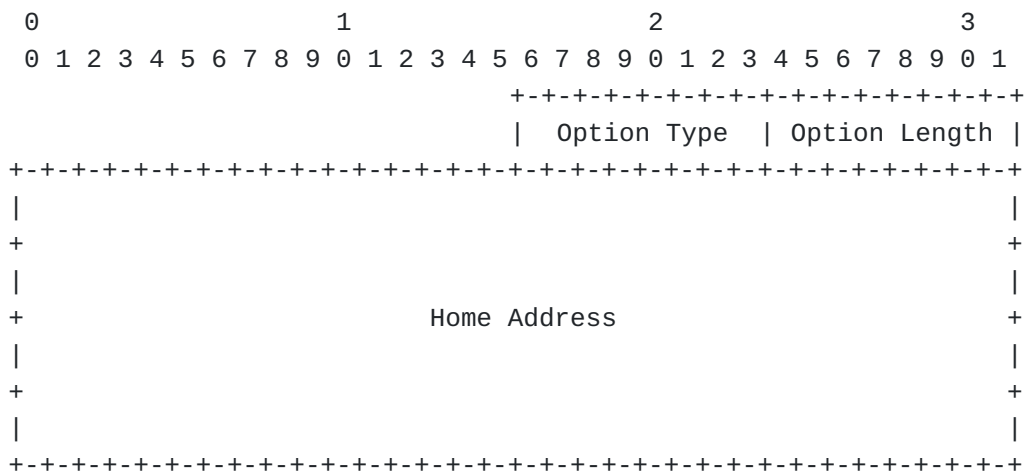 0                   1                   2                   3
 0 1 2 3 4 5 6 7 8 9 0 1 2 3 4 5 6 7 8 9 0 1 2 3 4 5 6 7 8 9 0 1
                                +-+-+-+-+-+-+-+-+-+-+-+-+-+-+-+-+
                                |  Option Type  | Option Length |
+-+-+-+-+-+-+-+-+-+-+-+-+-+-+-+-+-+-+-+-+-+-+-+-+-+-+-+-+-+-+-+-+
|                                                               |
+                                                               +
|                                                               |
+                          Home Address                         +
|                                                               |
+                                                               +
|                                                               |
+-+-+-+-+-+-+-+-+-+-+-+-+-+-+-+-+-+-+-+-+-+-+-+-+-+-+-+-+-+-+-+-+